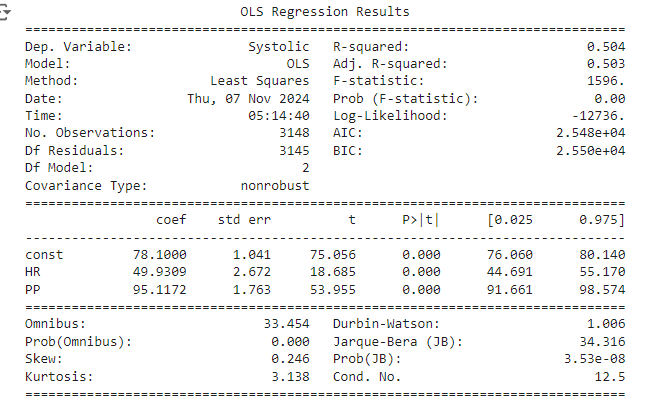 OLS Regression Results
==============================================================================
Dep. Variable: Systolic R-squared: 0.504
Model: OLS Adj. R-squared: 0.503
Method: Least Squares F-statistic: 1596.
Date: Thu, 07 Nov 2024 Prob (F-statistic): 0.00
Time: 05:14:40 Log-Likelihood: -12736.
No. Observations: 3148 AIC: 2.548e+04
Df Residuals: 3145 BIC: 2.550e+04
Df Model: 2
Covariance Type: nonrobust
==============================================================================
coef std err t P>|t| [0.025 0.975]
------------------------------------------------------------------------------
const 78.1000 1.041 75.056 0.000 76.060 80.140
HR 49.9309 2.672 18.685 0.000 44.691 55.170
PP 95.1172 1.763 53.955 0.000 91.661 98.574
==============================================================================
Omnibus: 33.454 Durbin-Watson: 1.006
Prob(Omnibus): 0.000 Jarque-Bera (JB): 34.316
Skew: 0.246 Prob(JB): 3.53e-08
Kurtosis: 3.138 Cond. No. 12.5
==============================================================================